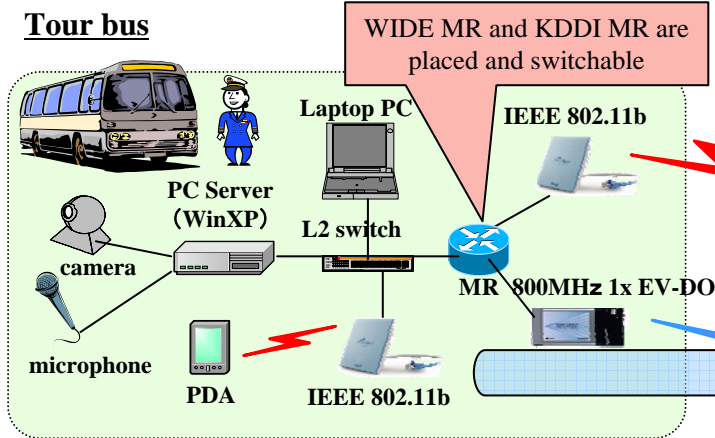 Tour bus
WIDE MR and KDDI MR are
placed and switchable
Laptop PC
IEEE 802.11b
PC Server
（WinXP）
L2 switch
camera
MR 800MHz 1x EV-DO
microphone
PDA
IEEE 802.11b